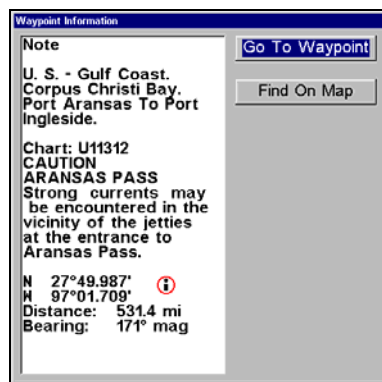 Waypoint Information
Note
U. S. - Gulf Coast.
Corpus Christi Bay.
Port Aransas To Port
Ingleside.
Chart: U11312
CAUTION
ARANSAS PASS
Strong currents may
be encountered in the
vicinity of the jetties
at the entrance to
Aransas Pass.
N 27°49.987'
W 97°01.709'
Distance: 531.4 mi
Bearing: 171° mag
Go To Waypoint
Find On Map